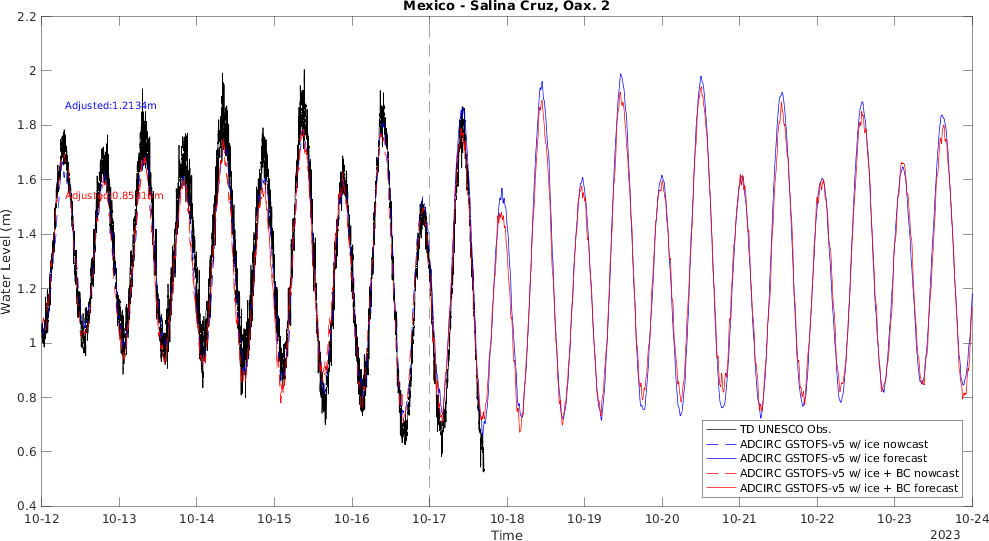 Mexico - Salina Cruz, Oax. 2
2.2
2
1.8
1.6
1.4
1.2
1
0.8
0.6
0.4
Water Level (m)
Adjusted:1.2134m
TD UNESCO Obs.
ADCIRC GSTOFS-v5 w/ ice nowcast
ADCIRC GSTOFS-v5 w/ ice forecast
ADCIRC GSTOFS-v5 w/ ice + BC nowcast
ADCIRC GSTOFS-v5 w/ ice + BC forecast
10-12 10-13 10-14 10-15 10-16 10-17 10-18 10-19 10-20 10-21 10-22 10-23 10-24
Time
2023